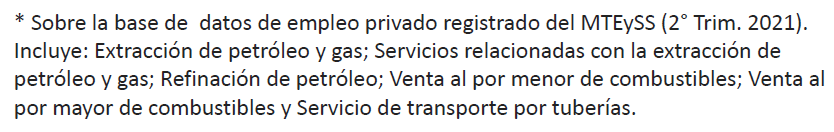 * Sobre la base de  datos de empleo privado registrado del MTEySS (2° Trim. 2021).
Incluye: Extracción de petróleo y gas; Servicios relacionadas con la extracción de
petróleo y gas; Refinación de petróleo; Venta al por menor de combustibles; Venta al
por mayor de combustibles y Servicio de transporte por tuberías.